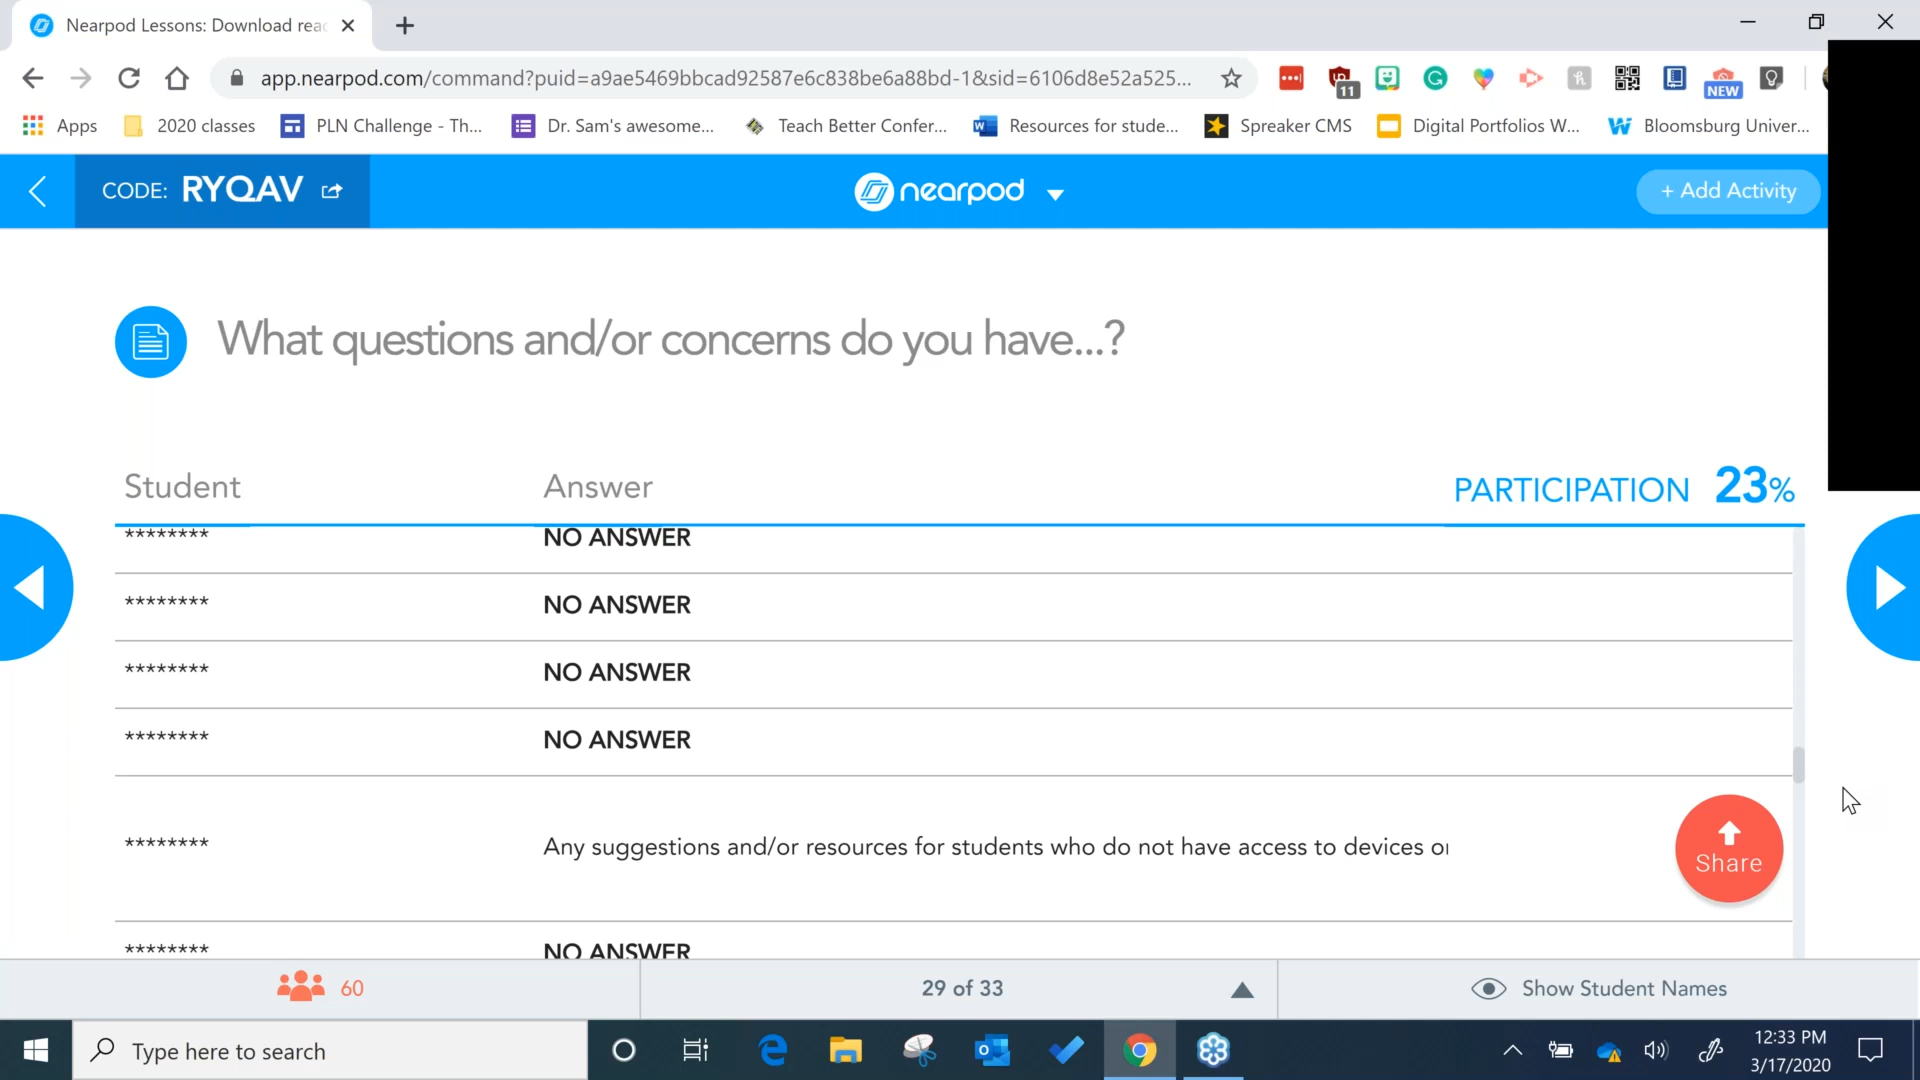 Nearpod Lessons: Download rea
app.nearpod.com/command?puid=a9ae5469bbcad92587e6c838be6a88bd-1&sid=6106d8e52a525...
11
NEW
Apps
2020 classes
PLN Challenge - Th...
Dr. Sam's awesome...
Teach Better Confer...
Resources for stude...
Spreaker CMS
Digital Portfolios W...
Bloomsburg Univer...
CODE: RYQAV
nearpod
+ Add Activity
What questions and/or concerns do you have...?
Student
Answer
PARTICIPATION 23%
******** NO ANSWER
******** NO ANSWER
******** NO ANSWER
******** NO ANSWER
******** Any suggestions and/or resources for students who do not have access to devices or
Share
******** NO ANSWER
60
29 of 33
Show Student Names
Type here to search
12:33 PM
3/17/2020